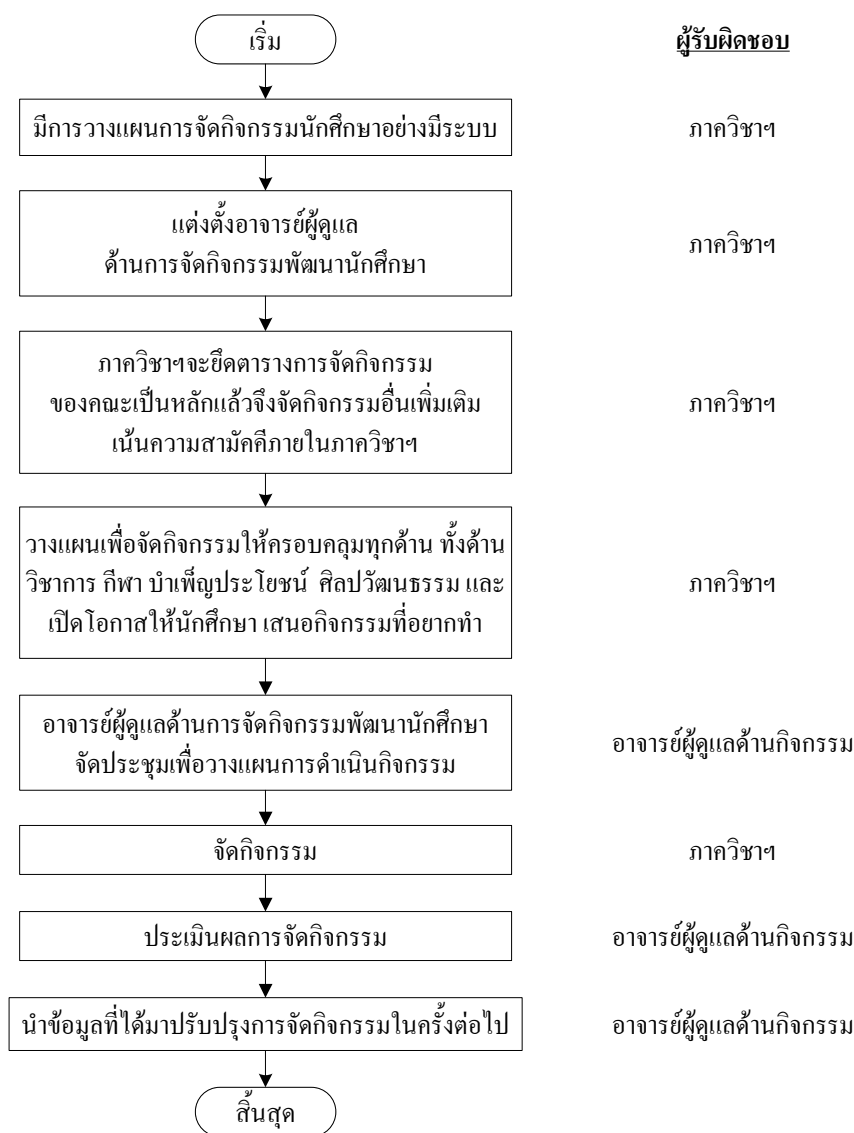 เริ่ม
ผู้รับผิดชอบ
มีการวางแผนการจัดกิจกรรมนักศึกษาอย่างมีระบบ
ภาควิชาฯ
แต่งตั้งอาจารย์ผู้ดูแล
ด้านการจัดกิจกรรมพัฒนานักศึกษา
ภาควิชาฯ
ภาควิชาฯจะยึดตารางการจัดกิจกรรม
ของคณะเป็นหลักแล้วจึงจัดกิจกรรมอื่นเพิ่มเติม
เน้นความสามัคคีภายในภาควิชาฯ
ภาควิชาฯ
วางแผนเพื่อจัดกิจกรรมให้ครอบคลุมทุกด้าน ทั้งด้าน
วิชาการ กีฬา บำเพ็ญประโยชน์ ศิลปวัฒนธรรม และ
เปิดโอกาสให้นักศึกษา เสนอกิจกรรมที่อยากทำ
ภาควิชาฯ
อาจารย์ผู้ดูแลด้านการจัดกิจกรรมพัฒนานักศึกษา
จัดประชุมเพื่อวางแผนการดำเนินกิจกรรม
อาจารย์ผู้ดูแลด้านกิจกรรม
จัดกิจกรรม
ภาควิชาฯ
ประเมินผลการจัดกิจกรรม
อาจารย์ผู้ดูแลด้านกิจกรรม
นำข้อมูลที่ได้มาปรับปรุงการจัดกิจกรรมในครั้งต่อไป
อาจารย์ผู้ดูแลด้านกิจกรรม
สิ้นสุด